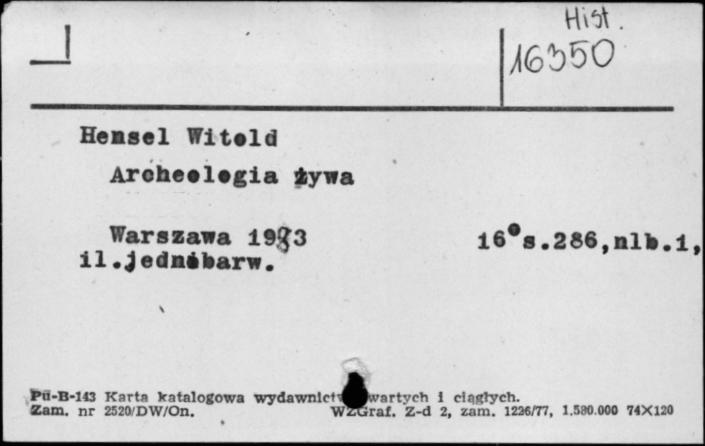 Hist.
16350
Hensel Witold
Archeologia żywa
Warszawa 1973 16° s.286,nlb.1,
il.jednobarw.
Pu-B-143 Karta katalogowa wydawnictw zwartych i ciągłych.
Zam. nr 2520/DW/On. WZGraf. Z-d 2, zam. 1226/77, 1.580.000 74X120